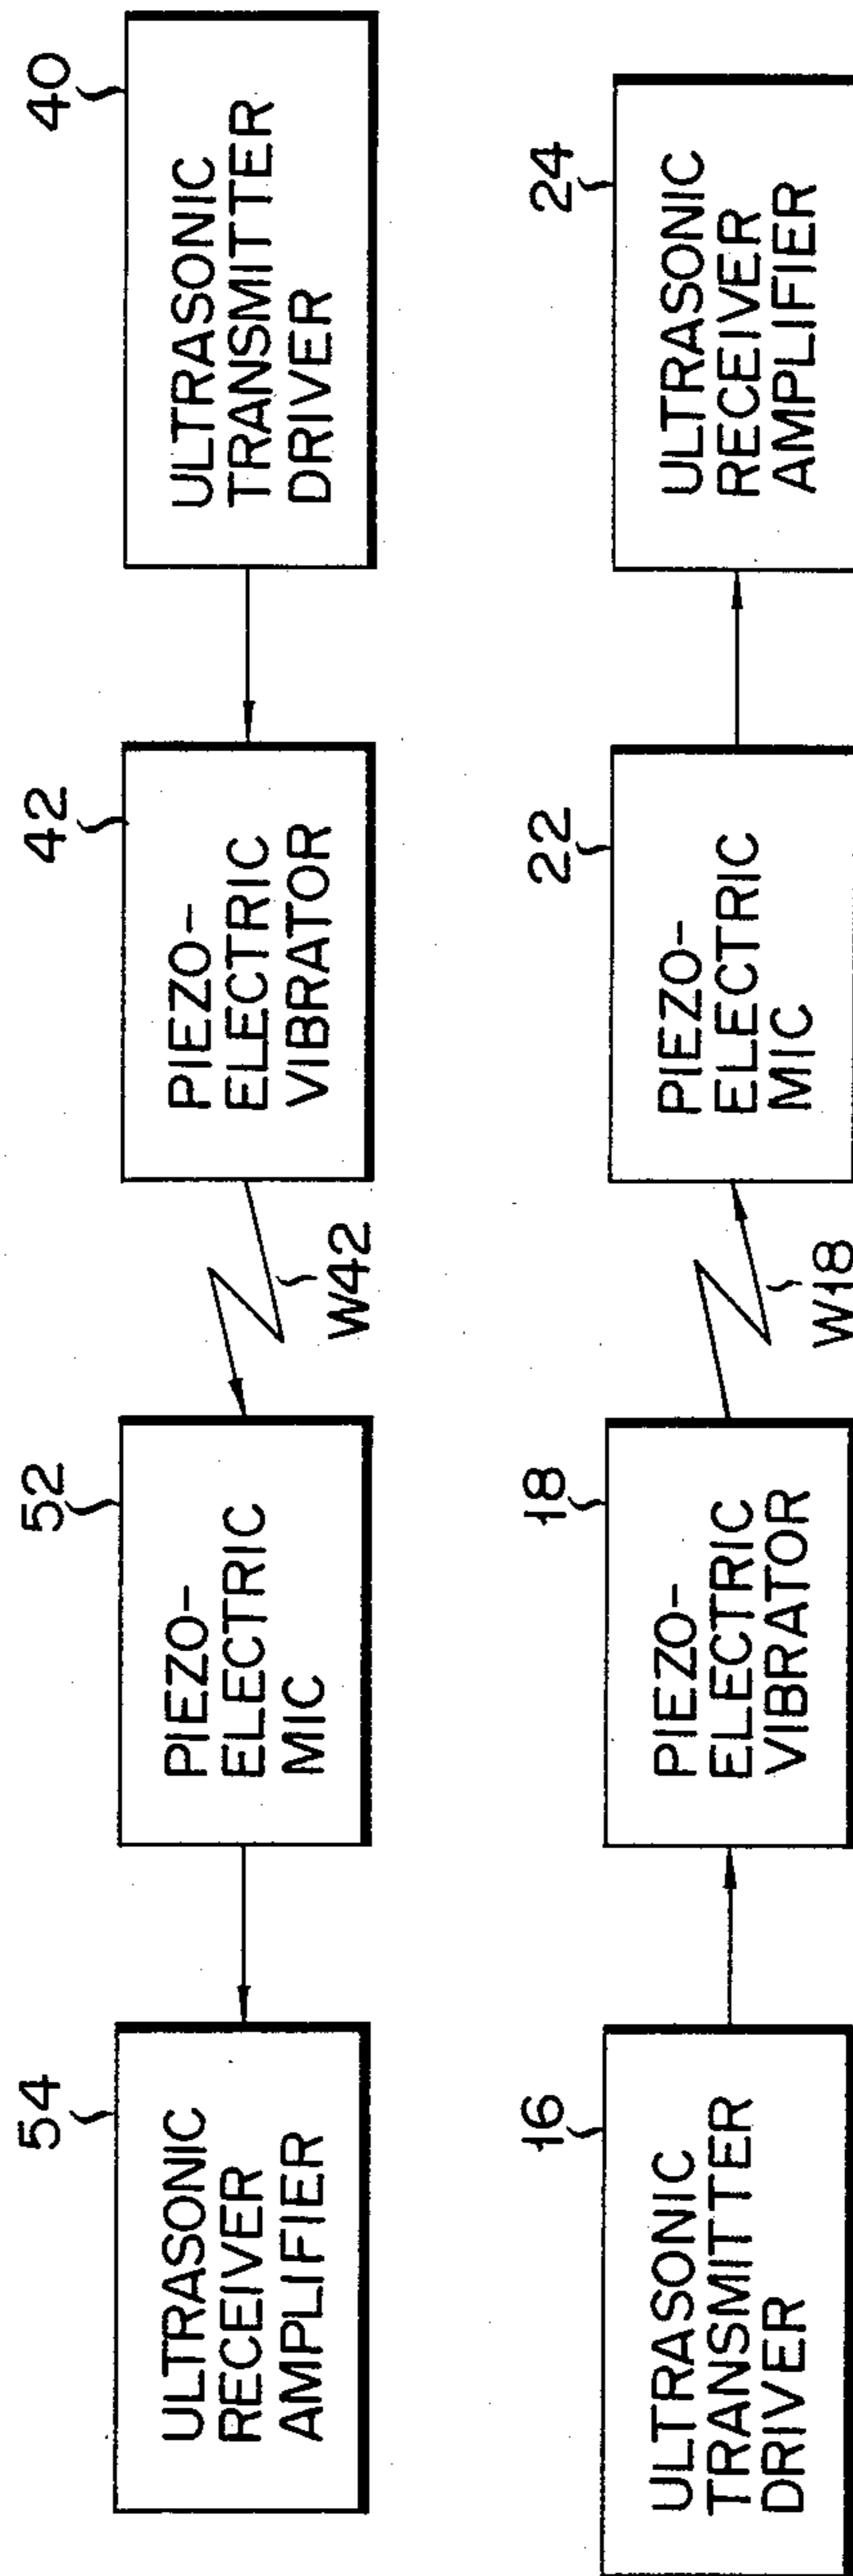 54
ULTRASONIC
RECEIVER
AMPLIFIER
52
PIEZO-
ELECTRIC
MIC
W42
42
PIEZO-
ELECTRIC
VIBRATOR
40
ULTRASONIC
TRANSMITTER
DRIVER
16
ULTRASONIC
TRANSMITTER
DRIVER
18
PIEZO-
ELECTRIC
VIBRATOR
W18
22
PIEZO-
ELECTRIC
MIC
24
ULTRASONIC
RECEIVER
AMPLIFIER